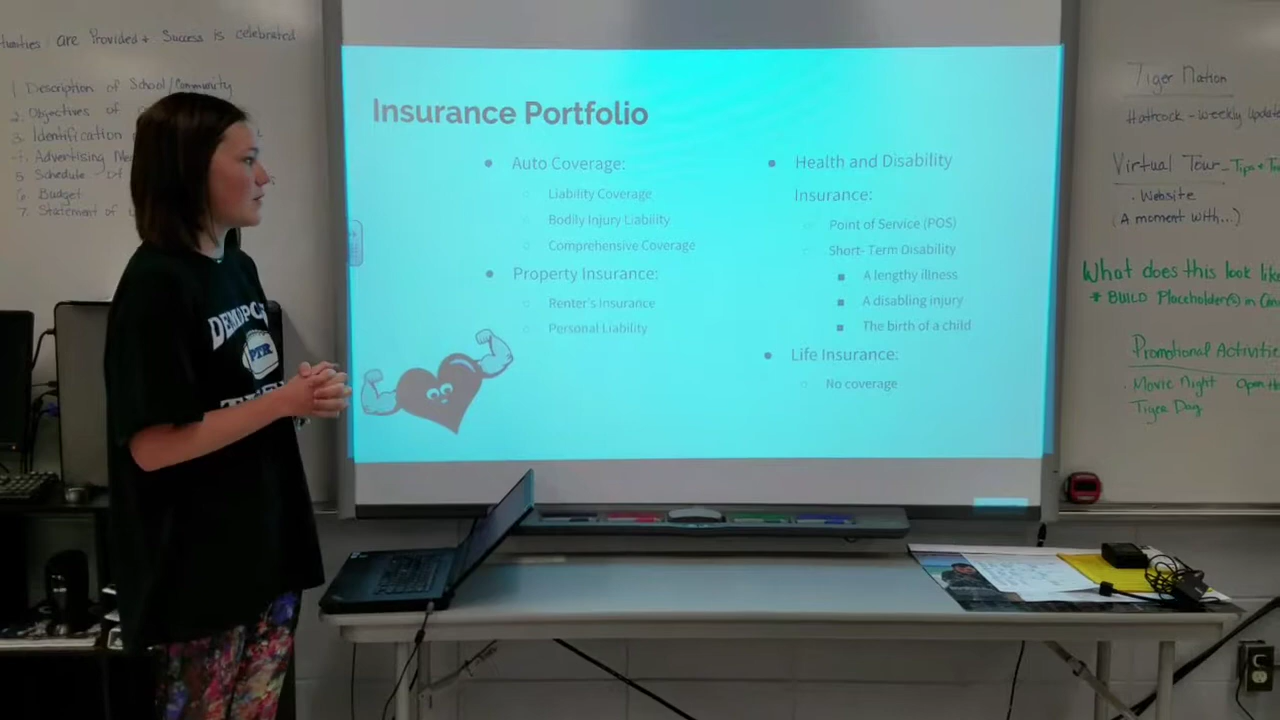 are Provided + Success is celebrated
1. Description of School/Community
2. Objectives of
3. Identification
4. Advertising
5. Schedule of
6. Budget
7. Statement of
PTK
Insurance Portfolio
Auto Coverage:
Liability Coverage
Bodily Injury Liability
Comprehensive Coverage
Property Insurance:
Renter's Insurance
Personal Liability
Health and Disability
Insurance:
Point of Service (POS)
Short- Term Disability
A lengthy illness
A disabling injury
The birth of a child
Life Insurance:
No coverage
Tiger Nation
Hathcock - weekly
Virtual Tour - Tips +
Website
(A moment with...)
What does this look
* BUILD Placeholder(s) in
Promotional
Movie Night
Tiger Day